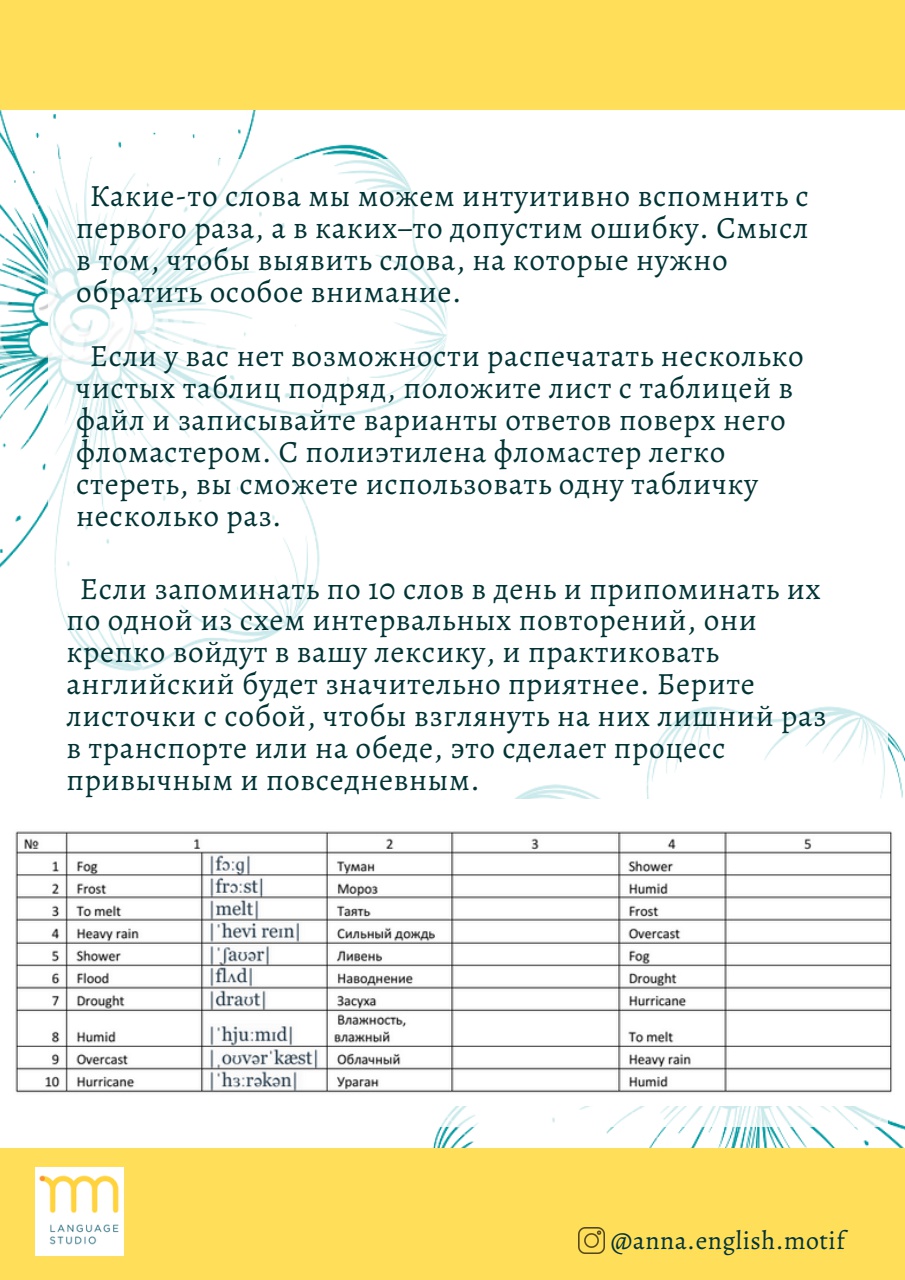 Какие-то слова мы можем интуитивно вспомнить с
первого раза, а в каких–то допустим ошибку. Смысл
в том, чтобы выявить слова, на которые нужно
обратить особое внимание.
Если у вас нет возможности распечатать несколько
чистых таблиц подряд, положите лист с таблицей в
файл и записывайте варианты ответов поверх него
фломастером. С полиэтилена фломастер легко
стереть, вы сможете использовать одну табличку
несколько раз.
Если запоминать по 10 слов в день и припоминать их
по одной из схем интервальных повторений, они
крепко войдут в вашу лексику, и практиковать
английский будет значительно приятнее. Берите
листочки с собой, чтобы взглянуть на них лишний раз
в транспорте или на обеде, это сделает процесс
привычным и повседневным.
№ 1 2 3 4 5
1 Fog |fɔːɡ| Туман Shower
2 Frost |frɔːst| Мороз Humid
3 To melt |melt| Таять Frost
4 Heavy rain |ˈhevi reɪn| Сильный дождь Overcast
5 Shower |ˈʃaʊər| Ливень Fog
6 Flood |flʌd| Наводнение Drought
7 Drought |draʊt| Засуха Hurricane
8 Humid |ˈhjuːmɪd| Влажность, влажный To melt
9 Overcast |ˌoʊvərˈkæst| Облачный Heavy rain
10 Hurricane |ˈhɜːrəkən| Ураган Humid
LANGUAGE
STUDIO
@anna.english.motif